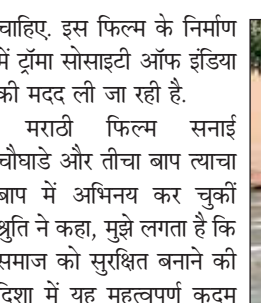 चाहिए. इस फिल्म के निर्माण
में ट्रॉमा सोसाइटी ऑफ इंडिया
की मदद ली जा रही है.
मराठी फिल्म सनाई
चौघाडे और तीचा बाप त्याचा
बाप में अभिनय कर चुकीं
श्रुति ने कहा, मुझे लगता है कि
समाज को सुरक्षित बनाने की
दिशा में यह महत्वपूर्ण कदम